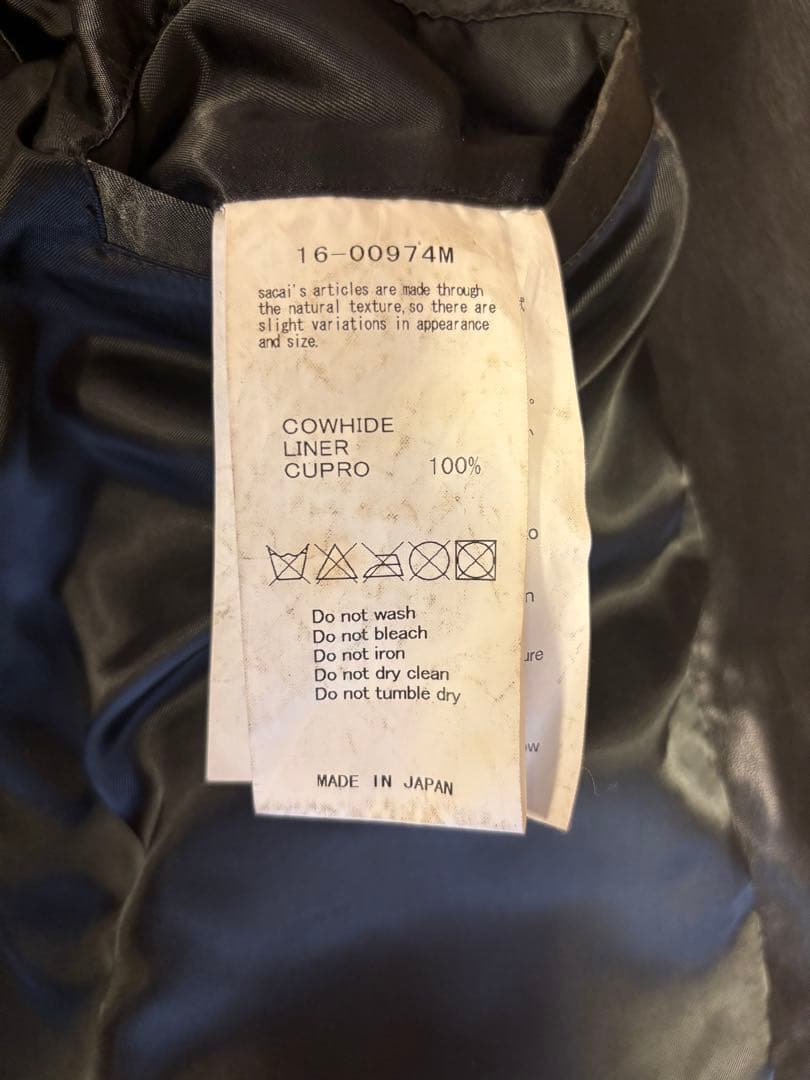 16-00974M
sacai's articles are made through
the natural texture, so there are
slight variations in appearance
and size.
COWHIDE
LINER
CUPRO 100%
Do not wash
Do not bleach
Do not iron
Do not dry clean
Do not tumble dry
MADE IN JAPAN